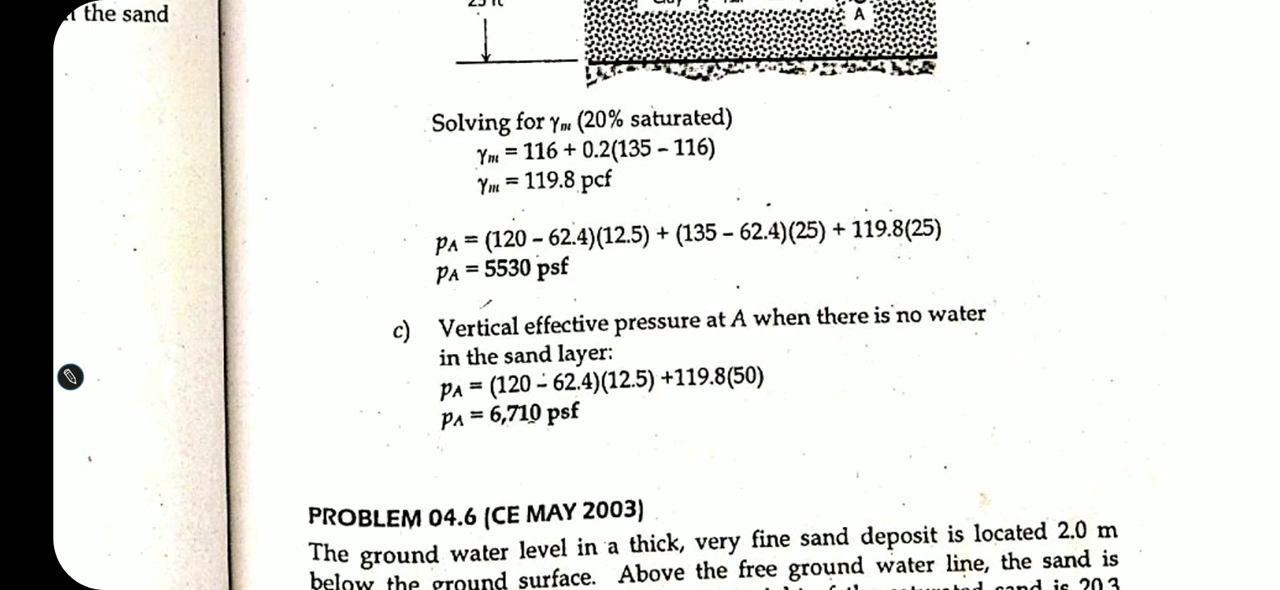 the sand
A
Solving for γm (20% saturated)
γm = 116 + 0.2(135 – 116)
γm = 119.8 pcf
pA = (120 – 62.4)(12.5) + (135 – 62.4)(25) + 119.8(25)
pA = 5530 psf
c) Vertical effective pressure at A when there is no water
in the sand layer:
pA = (120 – 62.4)(12.5) +119.8(50)
pA = 6,710 psf
PROBLEM 04.6 (CE MAY 2003)
The ground water level in a thick, very fine sand deposit is located 2.0 m
below the ground surface. Above the free ground water line, the sand is
sand is 20.3